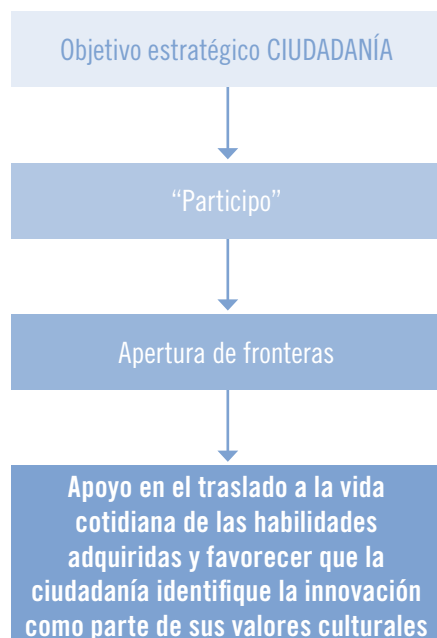 Objetivo estratégico CIUDADANÍA
“Participo”
Apertura de fronteras
Apoyo en el traslado a la vida
cotidiana de las habilidades
adquiridas y favorecer que la
ciudadanía identifique la innovación
como parte de sus valores culturales